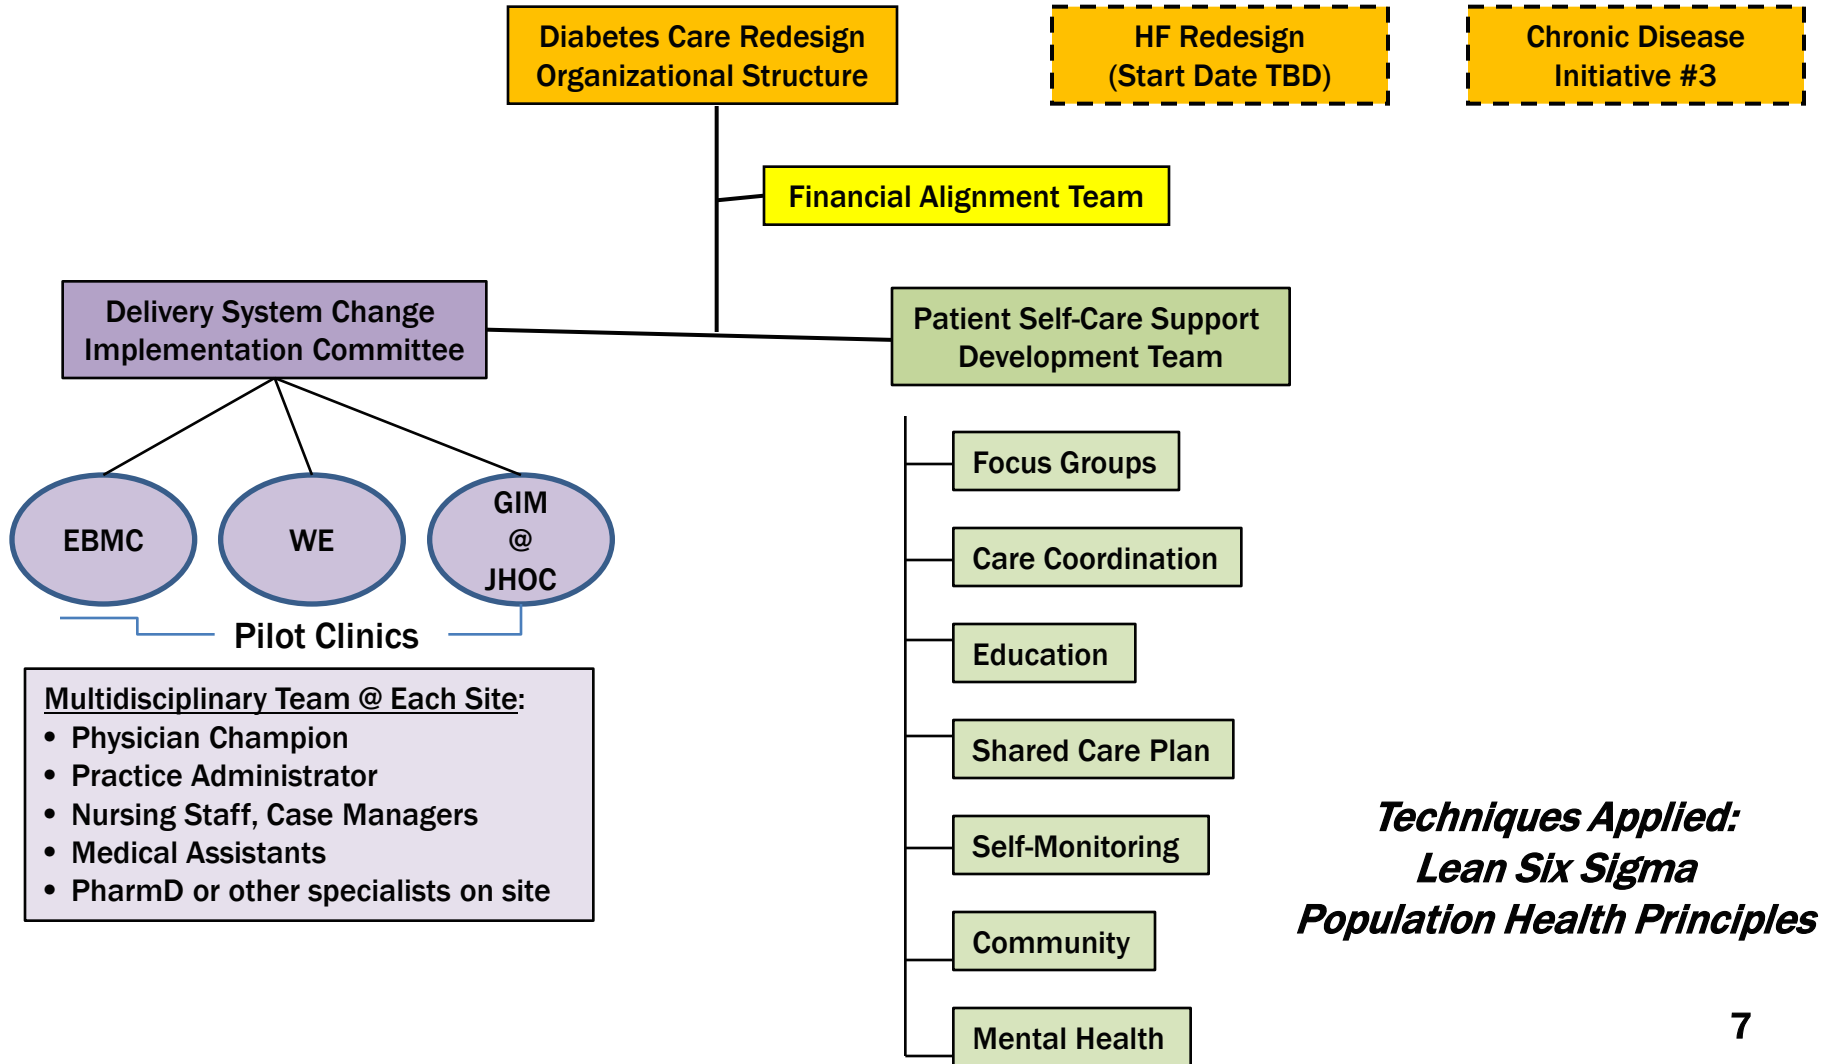 Diabetes Care Redesign
Organizational Structure
HF Redesign
(Start Date TBD)
Chronic Disease
Initiative #3
Financial Alignment Team
Delivery System Change
Implementation Committee
Patient Self-Care Support
Development Team
EBMC
WE
GIM
@
JHOC
Pilot Clinics
Multidisciplinary Team @ Each Site:
• Physician Champion
• Practice Administrator
• Nursing Staff, Case Managers
• Medical Assistants
• PharmD or other specialists on site
Focus Groups
Care Coordination
Education
Shared Care Plan
Self-Monitoring
Community
Mental Health
Techniques Applied:
Lean Six Sigma
Population Health Principles
7